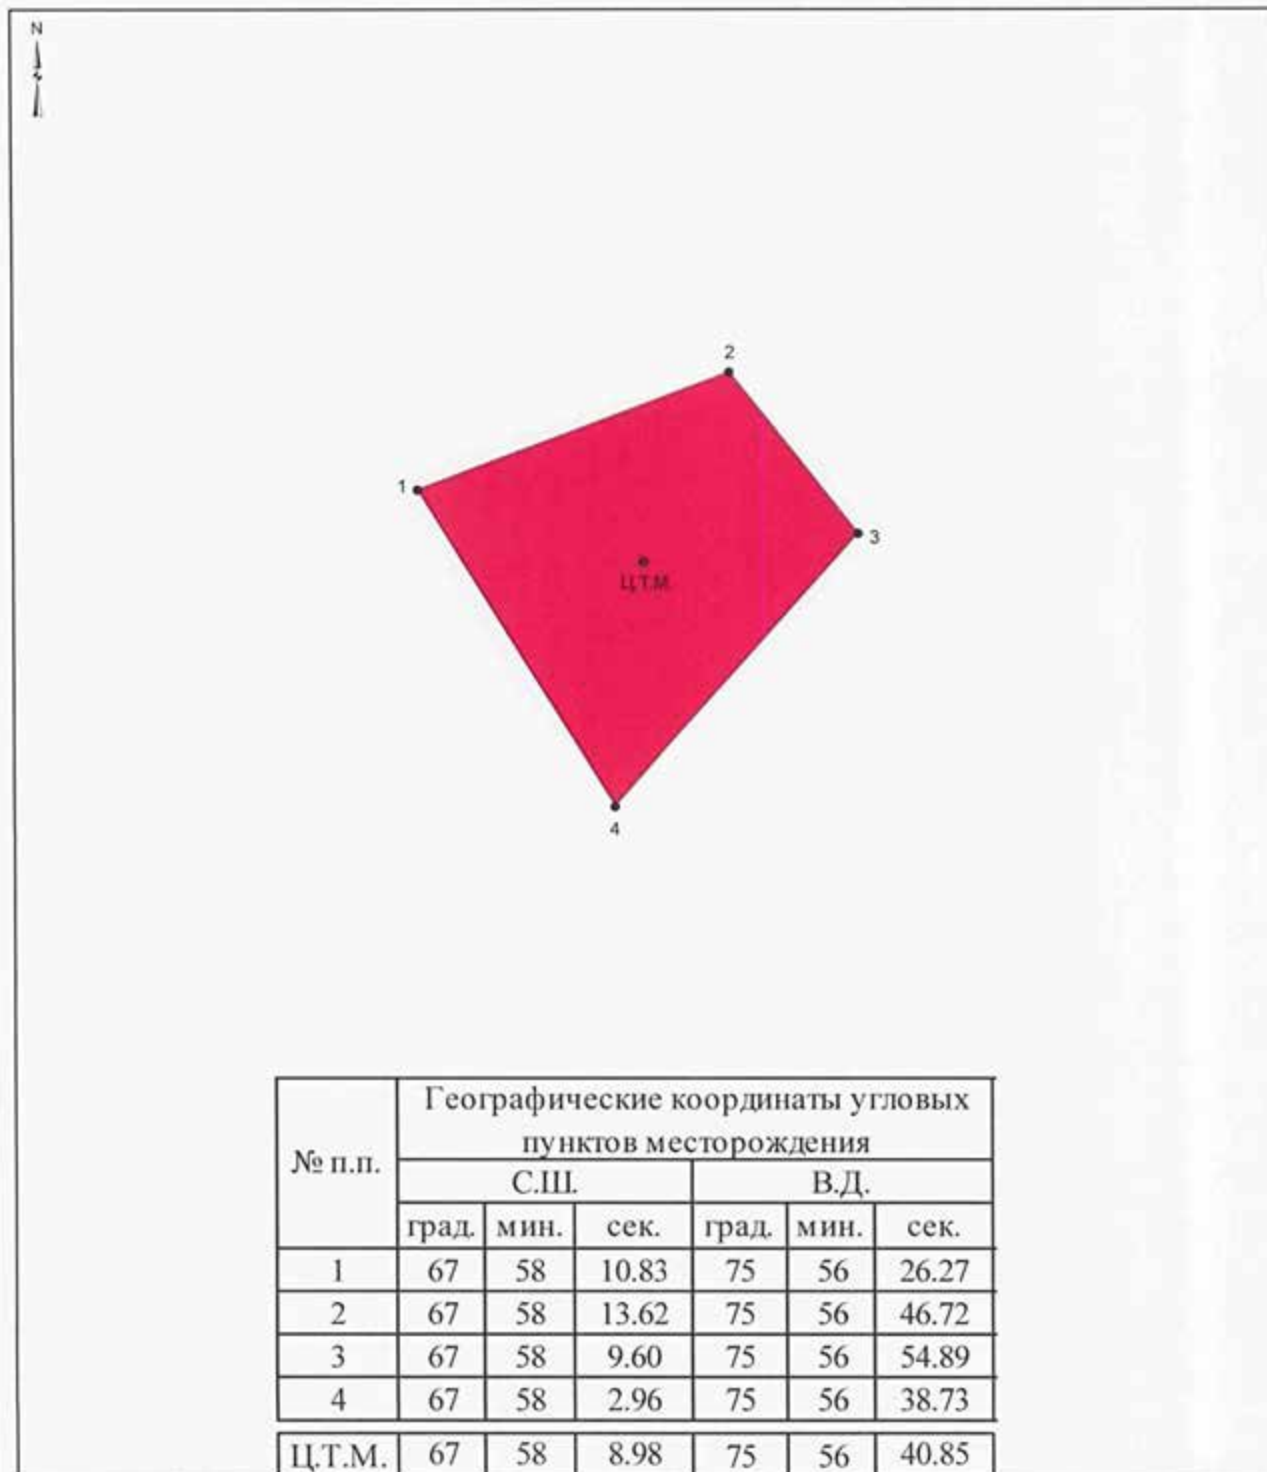 N
2
1
3
Ц.Т.М.
4
№ п.п.
Географические координаты угловых
пунктов месторождения
С.Ш. В.Д.
град. мин. сек. град. мин. сек.
1 67 58 10.83 75 56 26.27
2 67 58 13.62 75 56 46.72
3 67 58 9.60 75 56 54.89
4 67 58 2.96 75 56 38.73
Ц.Т.М. 67 58 8.98 75 56 40.85